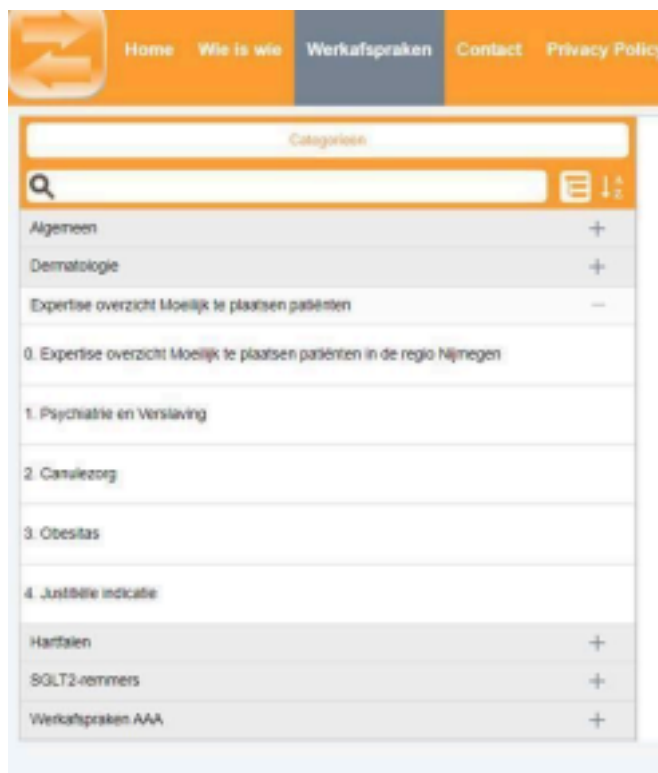 Home Wie is wie Werkafspraken Contact Privacy Policy
Categorieen
Algemeen
Dermatologie
Expertise overzicht Moeilijk te plaatsen patiënten
0. Expertise overzicht Moeilijk te plaatsen patiënten in de regio Nijmegen
1. Psychiatrie en Verslaving
2. Canulezorg
3. Obesitas
4. Justitiële indicatie
Hartfalen
SGLT2-remmers
Werkafspraken AAA